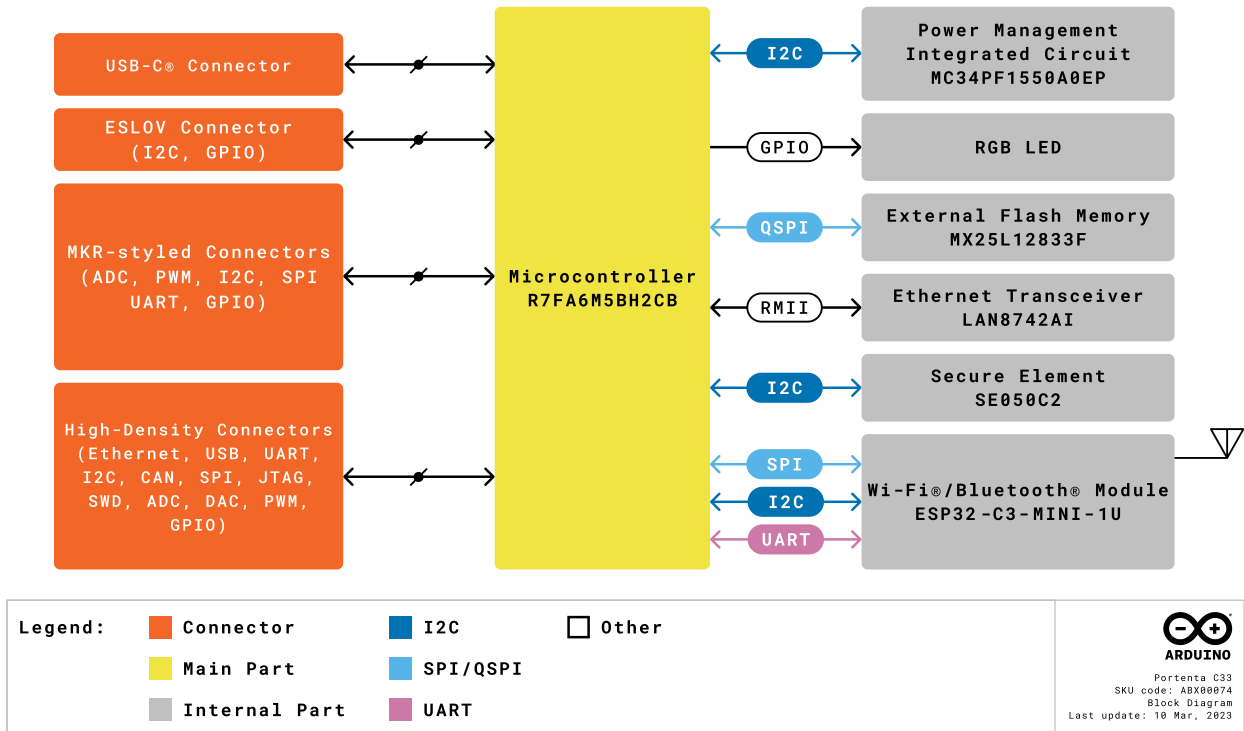 USB-C® Connector
ESLOV Connector
(I2C, GPIO)
MKR-styled Connectors
(ADC, PWM, I2C, SPI
UART, GPIO)
High-Density Connectors
(Ethernet, USB, UART,
I2C, CAN, SPI, JTAG,
SWD, ADC, DAC, PWM,
GPIO)
Microcontroller
R7FA6M5BH2CB
I2C
GPIO
QSPI
RMII
I2C
SPI
I2C
UART
Power Management
Integrated Circuit
MC34PF1550A0EP
RGB LED
External Flash Memory
MX25L12833F
Ethernet Transceiver
LAN8742AI
Secure Element
SE050C2
Wi-Fi®/Bluetooth® Module
ESP32-C3-MINI-1U
Legend:
Connector
Main Part
Internal Part
I2C
SPI/QSPI
UART
Other
ARDUINO
Portenta C33
SKU code: ABX00074
Block Diagram
Last update: 10 Mar, 2023